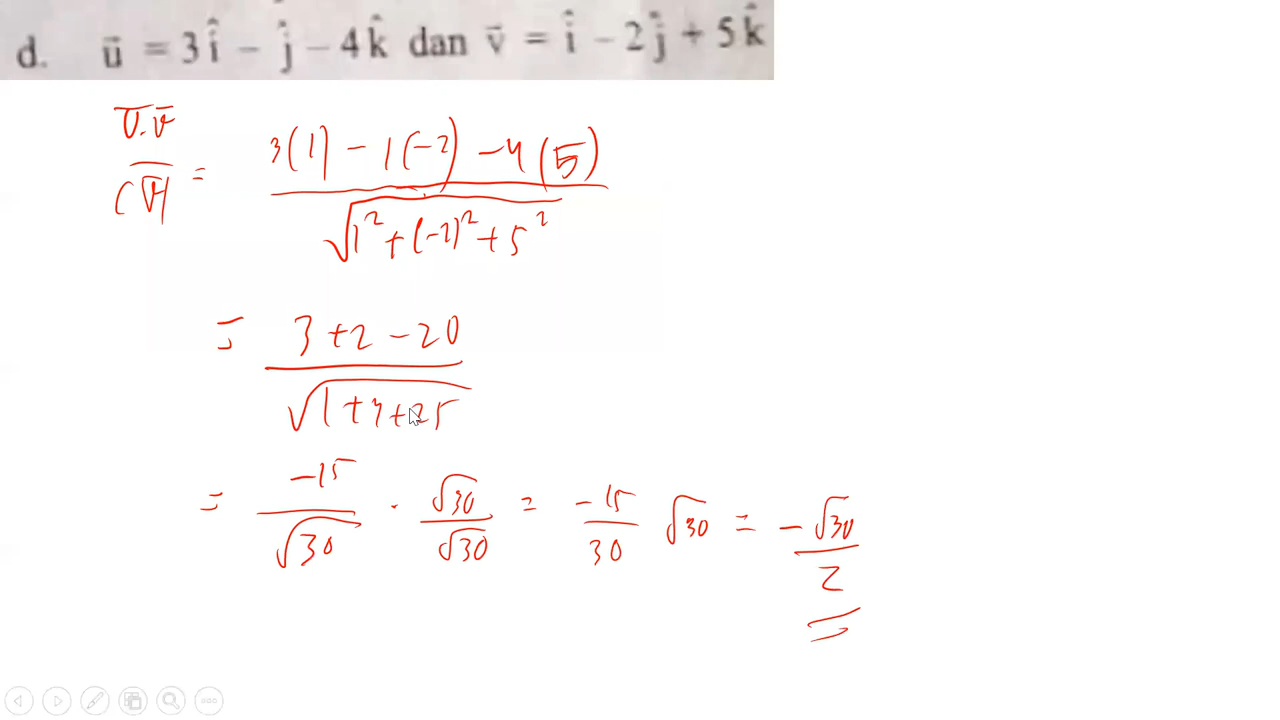 d. u⃗ = 3î - ĵ - 4k̂ dan v⃗ = î - 2ĵ + 5k̂
u̅.v̅ / |v̅| = 3(1) - 1(-2) - 4(5) / √1² + (-2)² + 5²
= 3 + 2 - 20 / √1 + 4 + 25
= -15 / √30 . √30 / √30 = -15 / 30 √30 = -√30 / 2